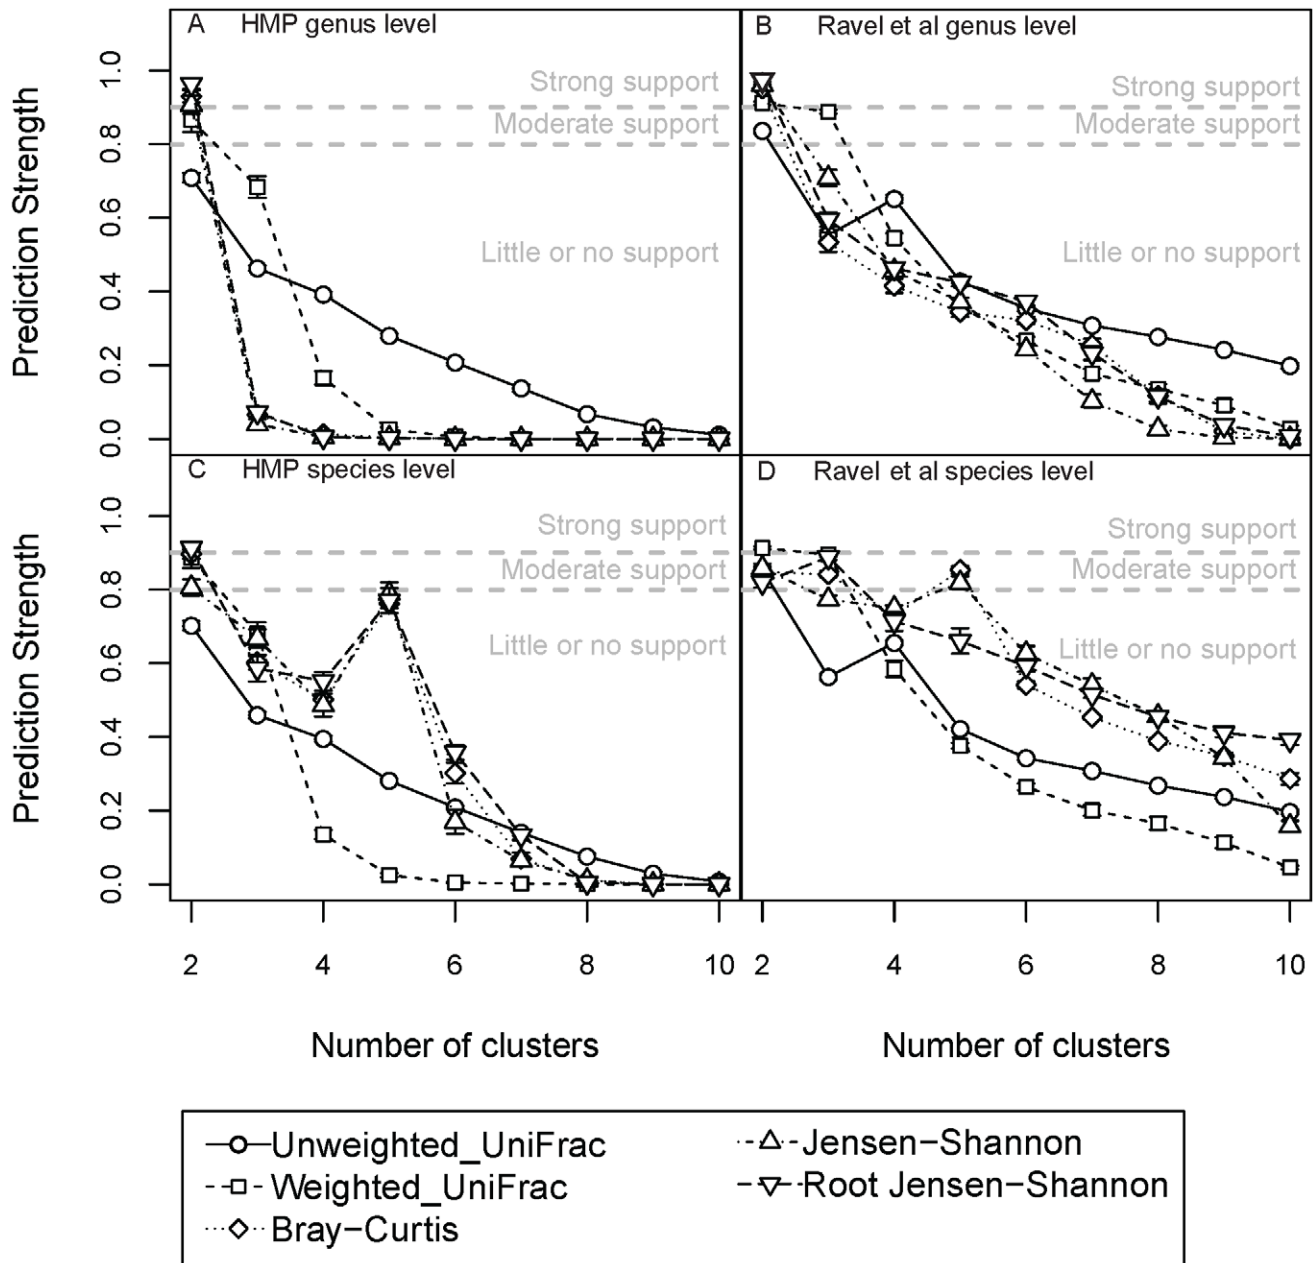 A HMP genus level
B Ravel et al genus level
Strong support
Moderate support
Little or no support
Strong support
Moderate support
Little or no support
Prediction Strength
1.0
0.8
0.6
0.4
0.2
0.0
C HMP species level
D Ravel et al species level
Strong support
Moderate support
Little or no support
Strong support
Moderate support
Little or no support
Prediction Strength
1.0
0.8
0.6
0.4
0.2
0.0
2 4 6 8 10
2 4 6 8 10
Number of clusters
Number of clusters
Unweighted_UniFrac
Weighted_UniFrac
Bray−Curtis
Jensen−Shannon
Root Jensen−Shannon